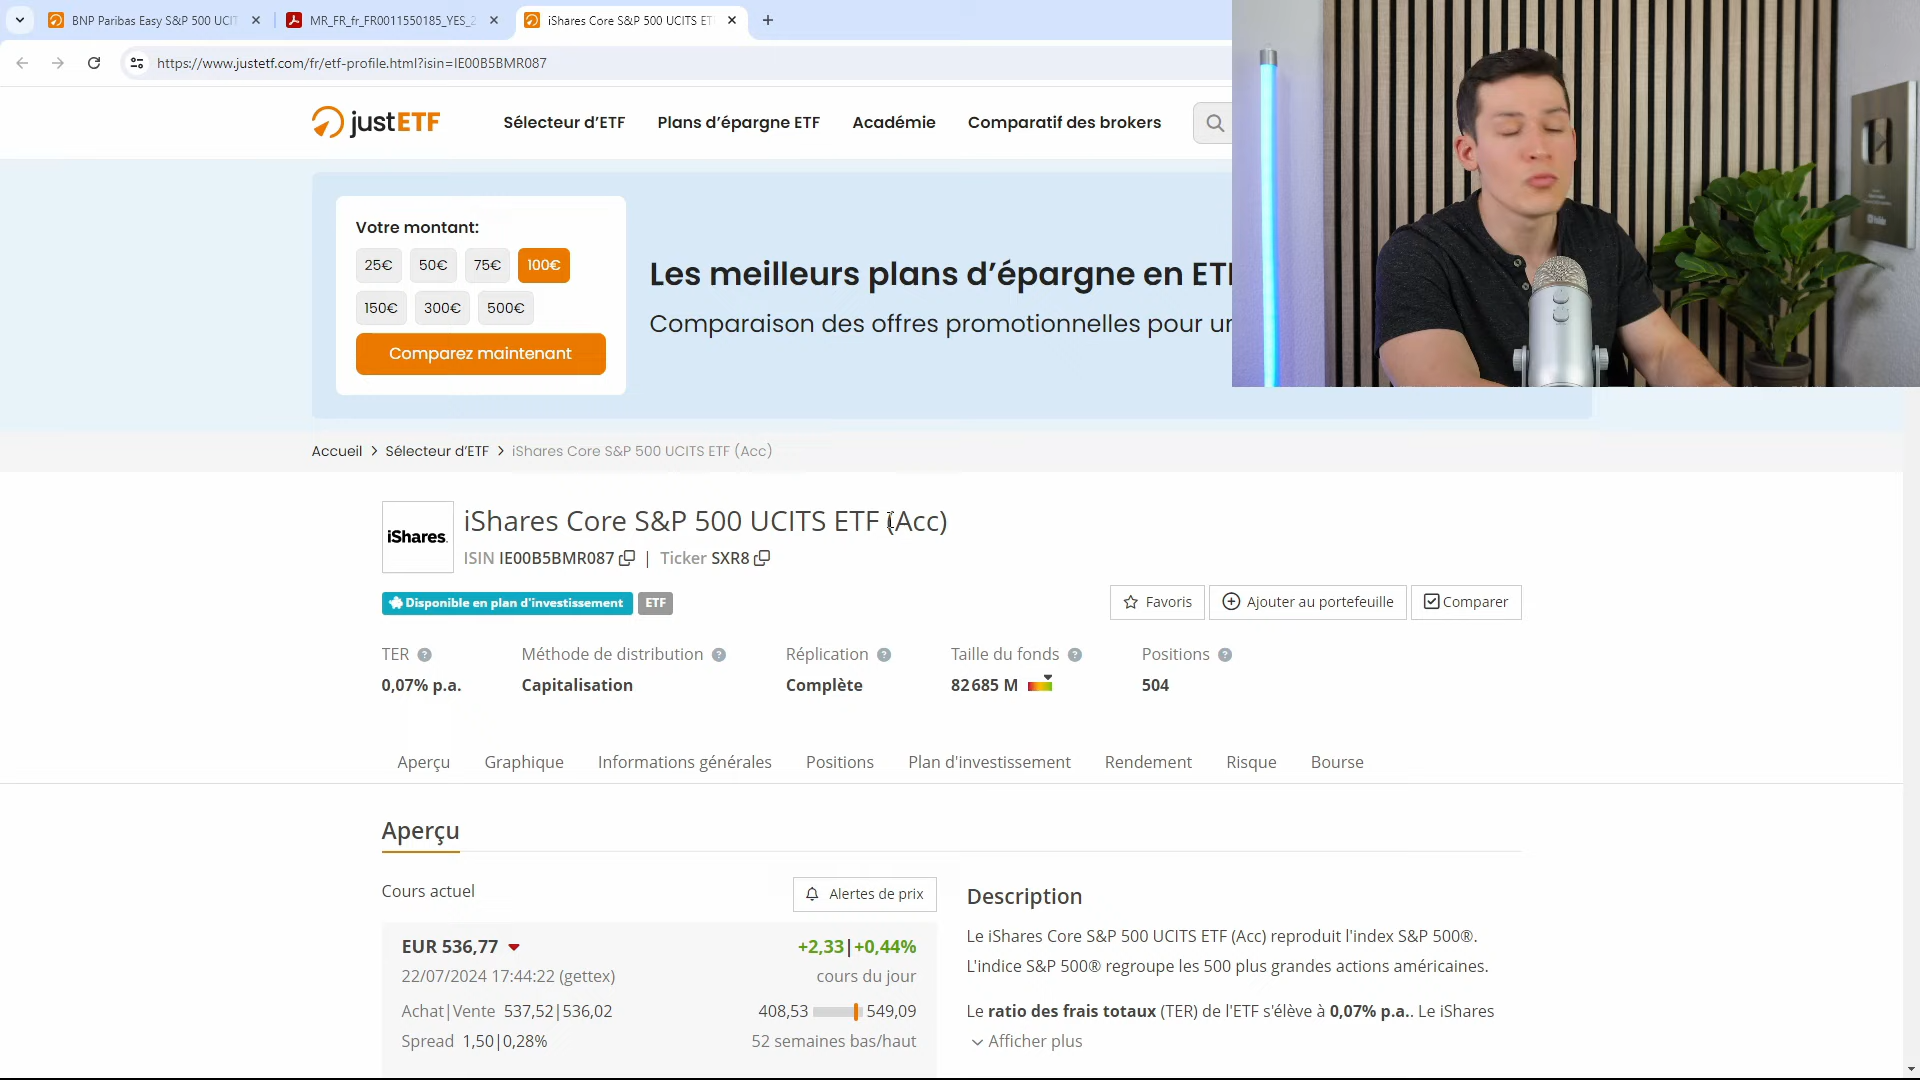 BNP Paribas Easy S&P 500 UCIT
MR_FR_fr_FR0011550185_YES_2
iShares Core S&P 500 UCITS ET
https://www.justetf.com/fr/etf-profile.html?isin=IE00B5BMR087
justETF
Sélecteur d'ETF
Plans d'épargne ETF
Académie
Comparatif des brokers
Votre montant:
25€ 50€ 75€ 100€
150€ 300€ 500€
Comparez maintenant
Les meilleurs plans d'épargne en ETF
Comparaison des offres promotionnelles pour un
Accueil > Sélecteur d'ETF > iShares Core S&P 500 UCITS ETF (Acc)
iShares.
iShares Core S&P 500 UCITS ETF (Acc)
ISIN IE00B5BMR087 | Ticker SXR8
Disponible en plan d'investissement ETF
Favoris
Ajouter au portefeuille
Comparer
TER ? Méthode de distribution ? Réplication ? Taille du fonds ? Positions ?
0,07% p.a. Capitalisation Complète 82 685 M 504
Aperçu Graphique Informations générales Positions Plan d'investissement Rendement Risque Bourse
Aperçu
Cours actuel
Alertes de prix
EUR 536,77 +2,33|+0,44%
22/07/2024 17:44:22 (gettex) cours du jour
Achat|Vente 537,52|536,02 408,53 549,09
Spread 1,50|0,28% 52 semaines bas/haut
Description
Le iShares Core S&P 500 UCITS ETF (Acc) reproduit l'index S&P 500®.
L'indice S&P 500® regroupe les 500 plus grandes actions américaines.
Le ratio des frais totaux (TER) de l'ETF s'élève à 0,07% p.a.. Le iShares
Afficher plus